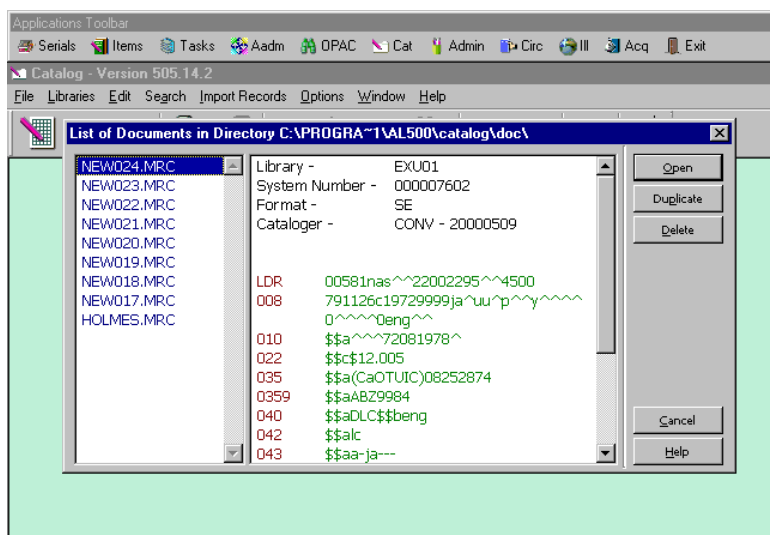 Applications Toolbar
Serials Items Tasks Aadm OPAC Cat Admin Circ Ill Acq Exit
Catalog - Version 505.14.2
File Libraries Edit Search Import Records Options Window Help
List of Documents in Directory C:\PROGRA~1\AL500\catalog\doc\
NEW024.MRC
NEW023.MRC
NEW022.MRC
NEW021.MRC
NEW020.MRC
NEW019.MRC
NEW018.MRC
NEW017.MRC
HOLMES.MRC
Library - EXU01
System Number - 000007602
Format - SE
Cataloger - CONV - 20000509
LDR 00581nas^^22002295^^4500
008 791126c19729999ja^uu^p^^y^^^^
0^^^^0eng^^
010 $$a^^^72081978^
022 $$c$12.005
035 $$a(CaOTUIC)08252874
0359 $$aABZ9984
040 $$aDLC$$beng
042 $$alc
043 $$aa-ja---
Open
Duplicate
Delete
Cancel
Help